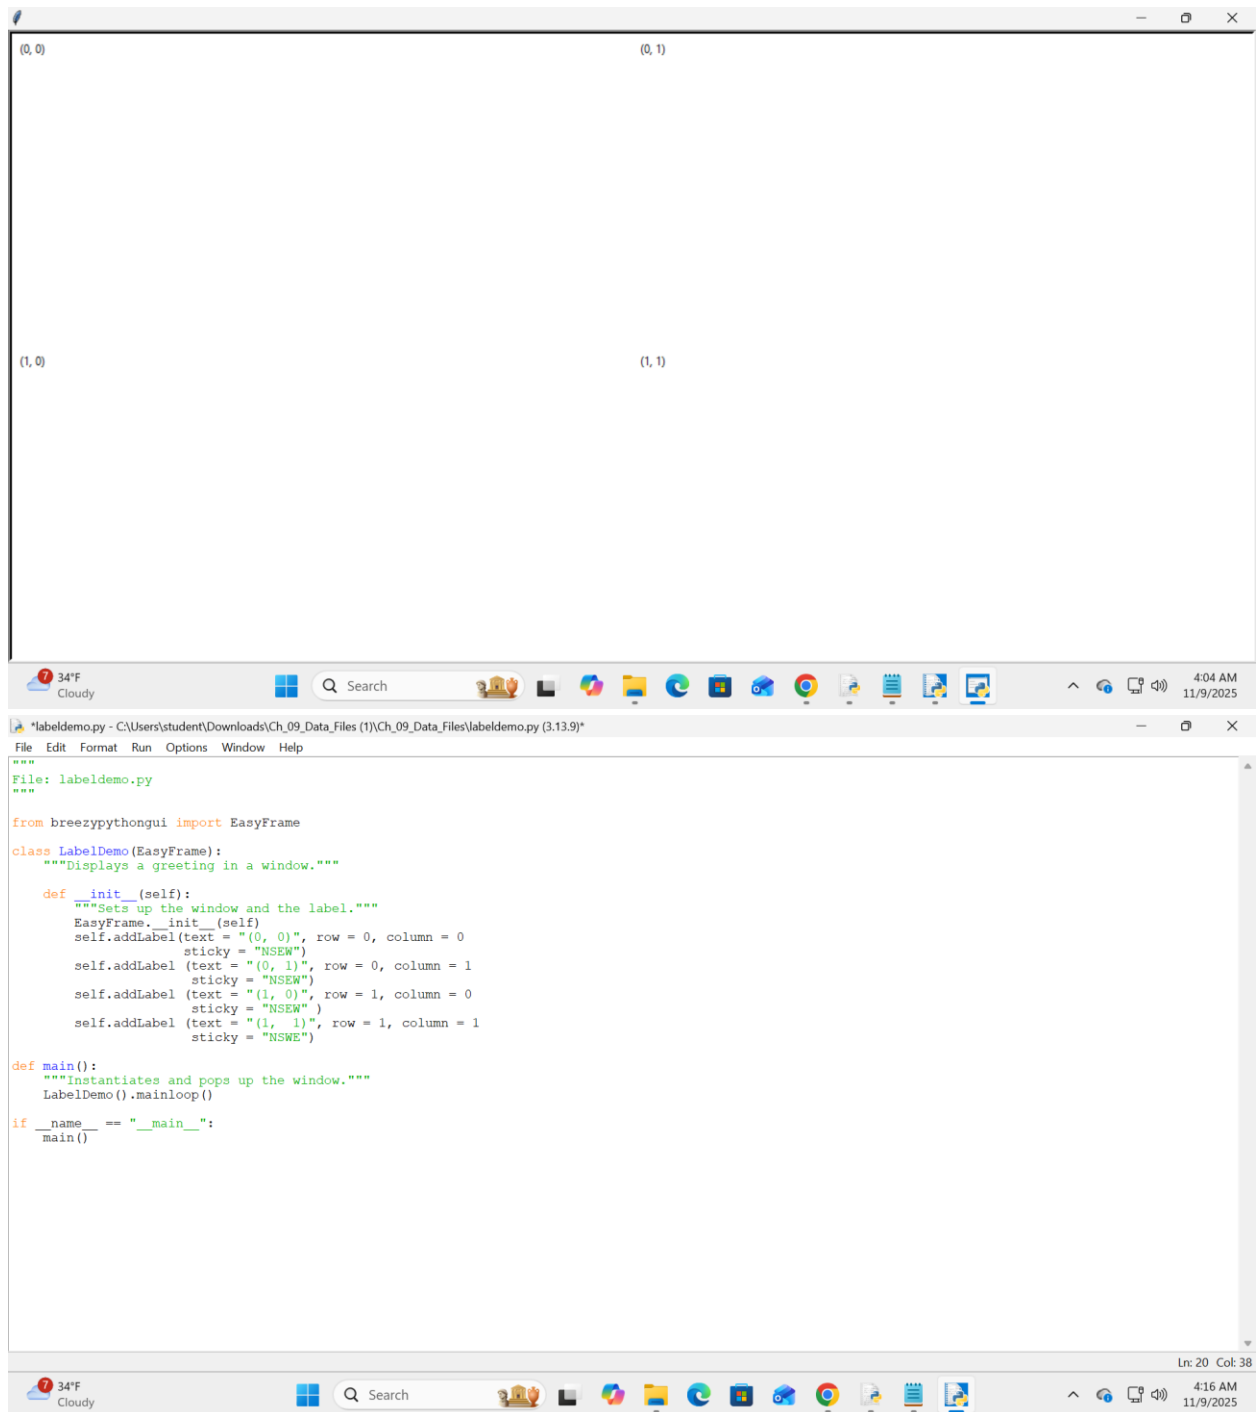 (0, 0) (0, 1)
(1, 0) (1, 1)
7 34°F
Cloudy
Search
4:04 AM
11/9/2025
*labeldemo.py - C:\Users\student\Downloads\Ch_09_Data_Files (1)\Ch_09_Data_Files\labeldemo.py (3.13.9)*
File Edit Format Run Options Window Help
"""
File: labeldemo.py
"""
from breezypythongui import EasyFrame
class LabelDemo(EasyFrame):
    """Displays a greeting in a window."""
    def __init__(self):
        """Sets up the window and the label."""
        EasyFrame.__init__(self)
        self.addLabel(text = "(0, 0)", row = 0, column = 0
                      sticky = "NSEW")
        self.addLabel (text = "(0, 1)", row = 0, column = 1
                       sticky = "NSEW")
        self.addLabel (text = "(1, 0)", row = 1, column = 0
                       sticky = "NSEW" )
        self.addLabel (text = "(1,  1)", row = 1, column = 1
                       sticky = "NSWE")
def main():
    """Instantiates and pops up the window."""
    LabelDemo().mainloop()
if __name__ == "__main__":
    main()
Ln: 20 Col: 38
7 34°F
Cloudy
Search
4:16 AM
11/9/2025